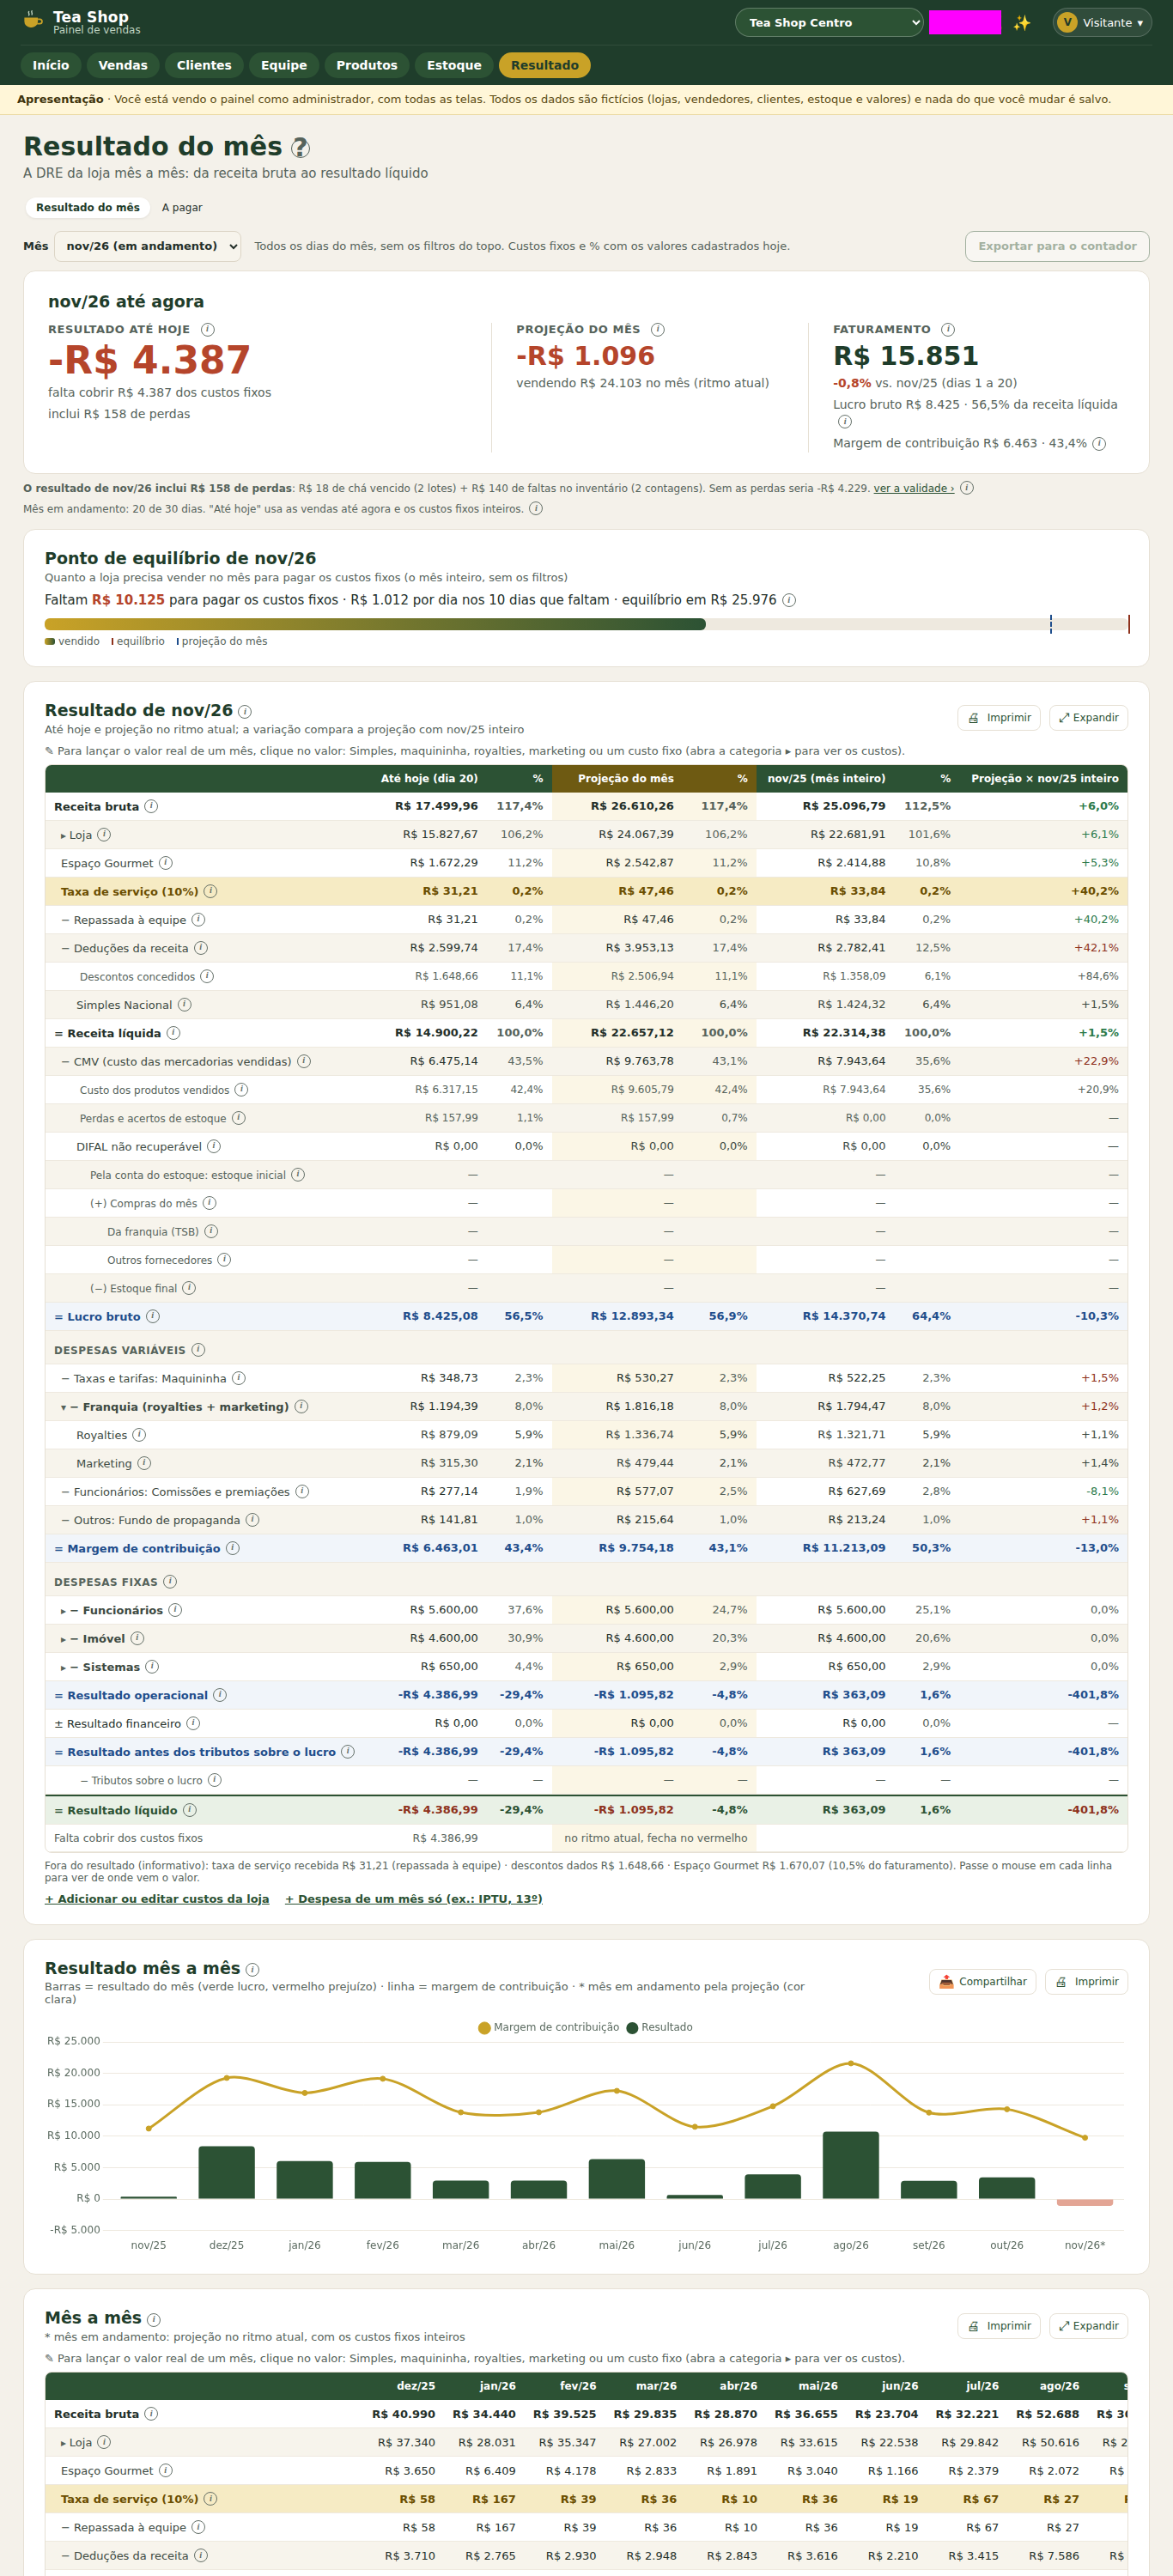 Tea Shop
Painel de vendas
Tea Shop Centro
V Visitante ▾
Início Vendas Clientes Equipe Produtos Estoque Resultado
Apresentação · Você está vendo o painel como administrador, com todas as telas. Todos os dados são fictícios (lojas, vendedores, clientes, estoque e valores) e nada do que você mudar é salvo.
Resultado do mês ?
A DRE da loja mês a mês: da receita bruta ao resultado líquido
Resultado do mês A pagar
Mês nov/26 (em andamento) Todos os dias do mês, sem os filtros do topo. Custos fixos e % com os valores cadastrados hoje. Exportar para o contador
nov/26 até agora
RESULTADO ATÉ HOJE i
-R$ 4.387
falta cobrir R$ 4.387 dos custos fixos
inclui R$ 158 de perdas
PROJEÇÃO DO MÊS i
-R$ 1.096
vendendo R$ 24.103 no mês (ritmo atual)
FATURAMENTO i
R$ 15.851
-0,8% vs. nov/25 (dias 1 a 20)
Lucro bruto R$ 8.425 · 56,5% da receita líquida
i
Margem de contribuição R$ 6.463 · 43,4% i
O resultado de nov/26 inclui R$ 158 de perdas: R$ 18 de chá vencido (2 lotes) + R$ 140 de faltas no inventário (2 contagens). Sem as perdas seria -R$ 4.229. ver a validade › i
Mês em andamento: 20 de 30 dias. "Até hoje" usa as vendas até agora e os custos fixos inteiros. i
Ponto de equilíbrio de nov/26
Quanto a loja precisa vender no mês para pagar os custos fixos (o mês inteiro, sem os filtros)
Faltam R$ 10.125 para pagar os custos fixos · R$ 1.012 por dia nos 10 dias que faltam · equilíbrio em R$ 25.976 i
vendido equilíbrio projeção do mês
Resultado de nov/26 i
Até hoje e projeção no ritmo atual; a variação compara a projeção com nov/25 inteiro
Imprimir Expandir
✎ Para lançar o valor real de um mês, clique no valor: Simples, maquininha, royalties, marketing ou um custo fixo (abra a categoria ▸ para ver os custos).
Até hoje (dia 20) % Projeção do mês % nov/25 (mês inteiro) % Projeção × nov/25 inteiro
Receita bruta i R$ 17.499,96 117,4% R$ 26.610,26 117,4% R$ 25.096,79 112,5% +6,0%
▸ Loja i R$ 15.827,67 106,2% R$ 24.067,39 106,2% R$ 22.681,91 101,6% +6,1%
Espaço Gourmet i R$ 1.672,29 11,2% R$ 2.542,87 11,2% R$ 2.414,88 10,8% +5,3%
Taxa de serviço (10%) i R$ 31,21 0,2% R$ 47,46 0,2% R$ 33,84 0,2% +40,2%
− Repassada à equipe i R$ 31,21 0,2% R$ 47,46 0,2% R$ 33,84 0,2% +40,2%
− Deduções da receita i R$ 2.599,74 17,4% R$ 3.953,13 17,4% R$ 2.782,41 12,5% +42,1%
Descontos concedidos i R$ 1.648,66 11,1% R$ 2.506,94 11,1% R$ 1.358,09 6,1% +84,6%
Simples Nacional i R$ 951,08 6,4% R$ 1.446,20 6,4% R$ 1.424,32 6,4% +1,5%
= Receita líquida i R$ 14.900,22 100,0% R$ 22.657,12 100,0% R$ 22.314,38 100,0% +1,5%
− CMV (custo das mercadorias vendidas) i R$ 6.475,14 43,5% R$ 9.763,78 43,1% R$ 7.943,64 35,6% +22,9%
Custo dos produtos vendidos i R$ 6.317,15 42,4% R$ 9.605,79 42,4% R$ 7.943,64 35,6% +20,9%
Perdas e acertos de estoque i R$ 157,99 1,1% R$ 157,99 0,7% R$ 0,00 0,0% —
DIFAL não recuperável i R$ 0,00 0,0% R$ 0,00 0,0% R$ 0,00 0,0% —
Pela conta do estoque: estoque inicial i — — — —
(+) Compras do mês i — — — —
Da franquia (TSB) i — — — —
Outros fornecedores i — — — —
(−) Estoque final i — — — —
= Lucro bruto i R$ 8.425,08 56,5% R$ 12.893,34 56,9% R$ 14.370,74 64,4% -10,3%
DESPESAS VARIÁVEIS i
− Taxas e tarifas: Maquininha i R$ 348,73 2,3% R$ 530,27 2,3% R$ 522,25 2,3% +1,5%
▾ − Franquia (royalties + marketing) i R$ 1.194,39 8,0% R$ 1.816,18 8,0% R$ 1.794,47 8,0% +1,2%
Royalties i R$ 879,09 5,9% R$ 1.336,74 5,9% R$ 1.321,71 5,9% +1,1%
Marketing i R$ 315,30 2,1% R$ 479,44 2,1% R$ 472,77 2,1% +1,4%
− Funcionários: Comissões e premiações i R$ 277,14 1,9% R$ 577,07 2,5% R$ 627,69 2,8% -8,1%
− Outros: Fundo de propaganda i R$ 141,81 1,0% R$ 215,64 1,0% R$ 213,24 1,0% +1,1%
= Margem de contribuição i R$ 6.463,01 43,4% R$ 9.754,18 43,1% R$ 11.213,09 50,3% -13,0%
DESPESAS FIXAS i
▸ − Funcionários i R$ 5.600,00 37,6% R$ 5.600,00 24,7% R$ 5.600,00 25,1% 0,0%
▸ − Imóvel i R$ 4.600,00 30,9% R$ 4.600,00 20,3% R$ 4.600,00 20,6% 0,0%
▸ − Sistemas i R$ 650,00 4,4% R$ 650,00 2,9% R$ 650,00 2,9% 0,0%
= Resultado operacional i -R$ 4.386,99 -29,4% -R$ 1.095,82 -4,8% R$ 363,09 1,6% -401,8%
± Resultado financeiro i R$ 0,00 0,0% R$ 0,00 0,0% R$ 0,00 0,0% —
= Resultado antes dos tributos sobre o lucro i -R$ 4.386,99 -29,4% -R$ 1.095,82 -4,8% R$ 363,09 1,6% -401,8%
− Tributos sobre o lucro i — — — — — — —
= Resultado líquido i -R$ 4.386,99 -29,4% -R$ 1.095,82 -4,8% R$ 363,09 1,6% -401,8%
Falta cobrir dos custos fixos R$ 4.386,99 no ritmo atual, fecha no vermelho
Fora do resultado (informativo): taxa de serviço recebida R$ 31,21 (repassada à equipe) · descontos dados R$ 1.648,66 · Espaço Gourmet R$ 1.670,07 (10,5% do faturamento). Passe o mouse em cada linha
para ver de onde vem o valor.
+ Adicionar ou editar custos da loja + Despesa de um mês só (ex.: IPTU, 13º)
Resultado mês a mês i
Barras = resultado do mês (verde lucro, vermelho prejuízo) · linha = margem de contribuição · * mês em andamento pela projeção (cor
clara)
Compartilhar Imprimir
Margem de contribuição Resultado
R$ 25.000
R$ 20.000
R$ 15.000
R$ 10.000
R$ 5.000
R$ 0
-R$ 5.000
nov/25 dez/25 jan/26 fev/26 mar/26 abr/26 mai/26 jun/26 jul/26 ago/26 set/26 out/26 nov/26*
Mês a mês i
* mês em andamento: projeção no ritmo atual, com os custos fixos inteiros
Imprimir Expandir
✎ Para lançar o valor real de um mês, clique no valor: Simples, maquininha, royalties, marketing ou um custo fixo (abra a categoria ▸ para ver os custos).
dez/25 jan/26 fev/26 mar/26 abr/26 mai/26 jun/26 jul/26 ago/26
Receita bruta i R$ 40.990 R$ 34.440 R$ 39.525 R$ 29.835 R$ 28.870 R$ 36.655 R$ 23.704 R$ 32.221 R$ 52.688 R$
▸ Loja i R$ 37.340 R$ 28.031 R$ 35.347 R$ 27.002 R$ 26.978 R$ 33.615 R$ 22.538 R$ 29.842 R$ 50.616 R$
Espaço Gourmet i R$ 3.650 R$ 6.409 R$ 4.178 R$ 2.833 R$ 1.891 R$ 3.040 R$ 1.166 R$ 2.379 R$ 2.072 R$
Taxa de serviço (10%) i R$ 58 R$ 167 R$ 39 R$ 36 R$ 10 R$ 36 R$ 19 R$ 67 R$ 27
− Repassada à equipe i R$ 58 R$ 167 R$ 39 R$ 36 R$ 10 R$ 36 R$ 19 R$ 67 R$ 27
− Deduções da receita i R$ 3.710 R$ 2.765 R$ 2.930 R$ 2.948 R$ 2.843 R$ 3.616 R$ 2.210 R$ 3.415 R$ 7.586 R$